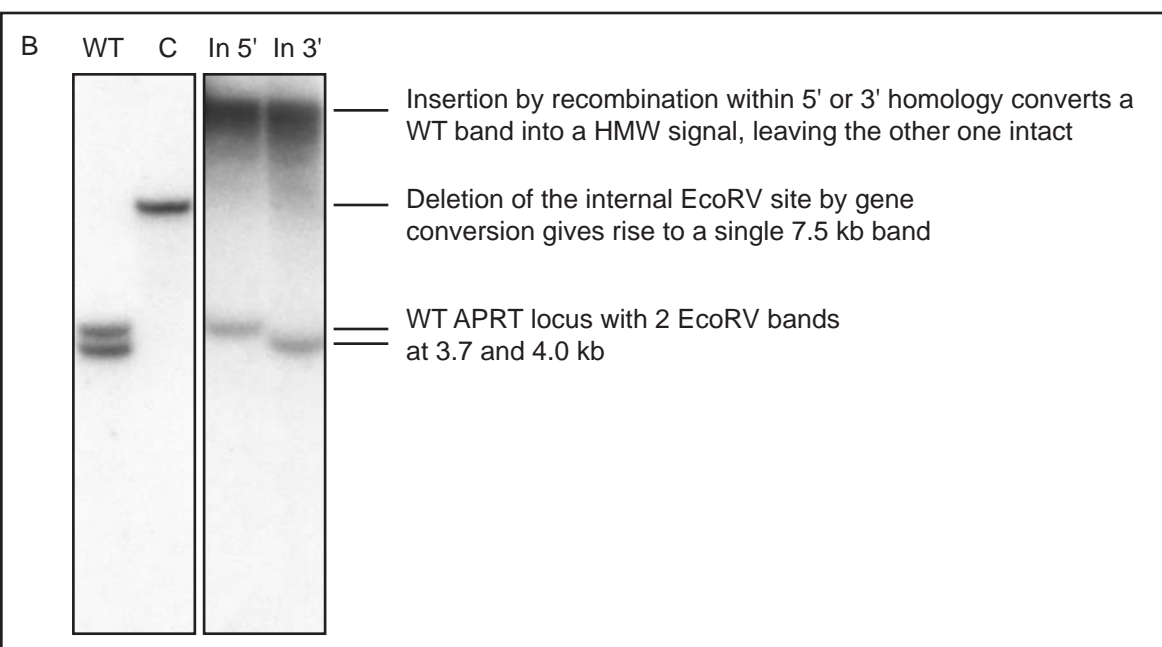 B WT C In 5' In 3'
Insertion by recombination within 5' or 3' homology converts a
WT band into a HMW signal, leaving the other one intact
Deletion of the internal EcoRV site by gene
conversion gives rise to a single 7.5 kb band
WT APRT locus with 2 EcoRV bands
at 3.7 and 4.0 kb